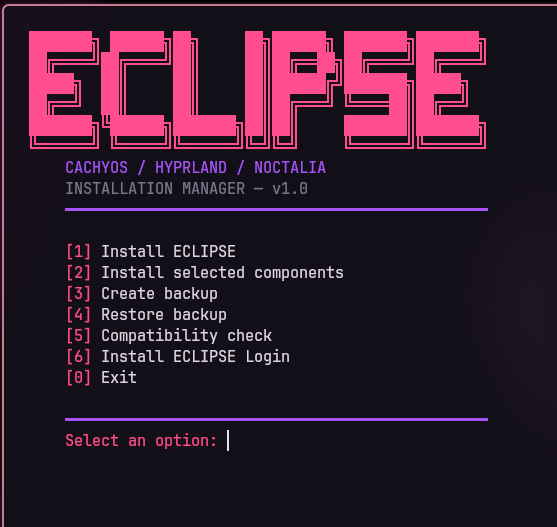 ECLIPSE
CACHYOS / HYPRLAND / NOCTALIA
INSTALLATION MANAGER — v1.0
[1] Install ECLIPSE
[2] Install selected components
[3] Create backup
[4] Restore backup
[5] Compatibility check
[6] Install ECLIPSE Login
[0] Exit
Select an option: